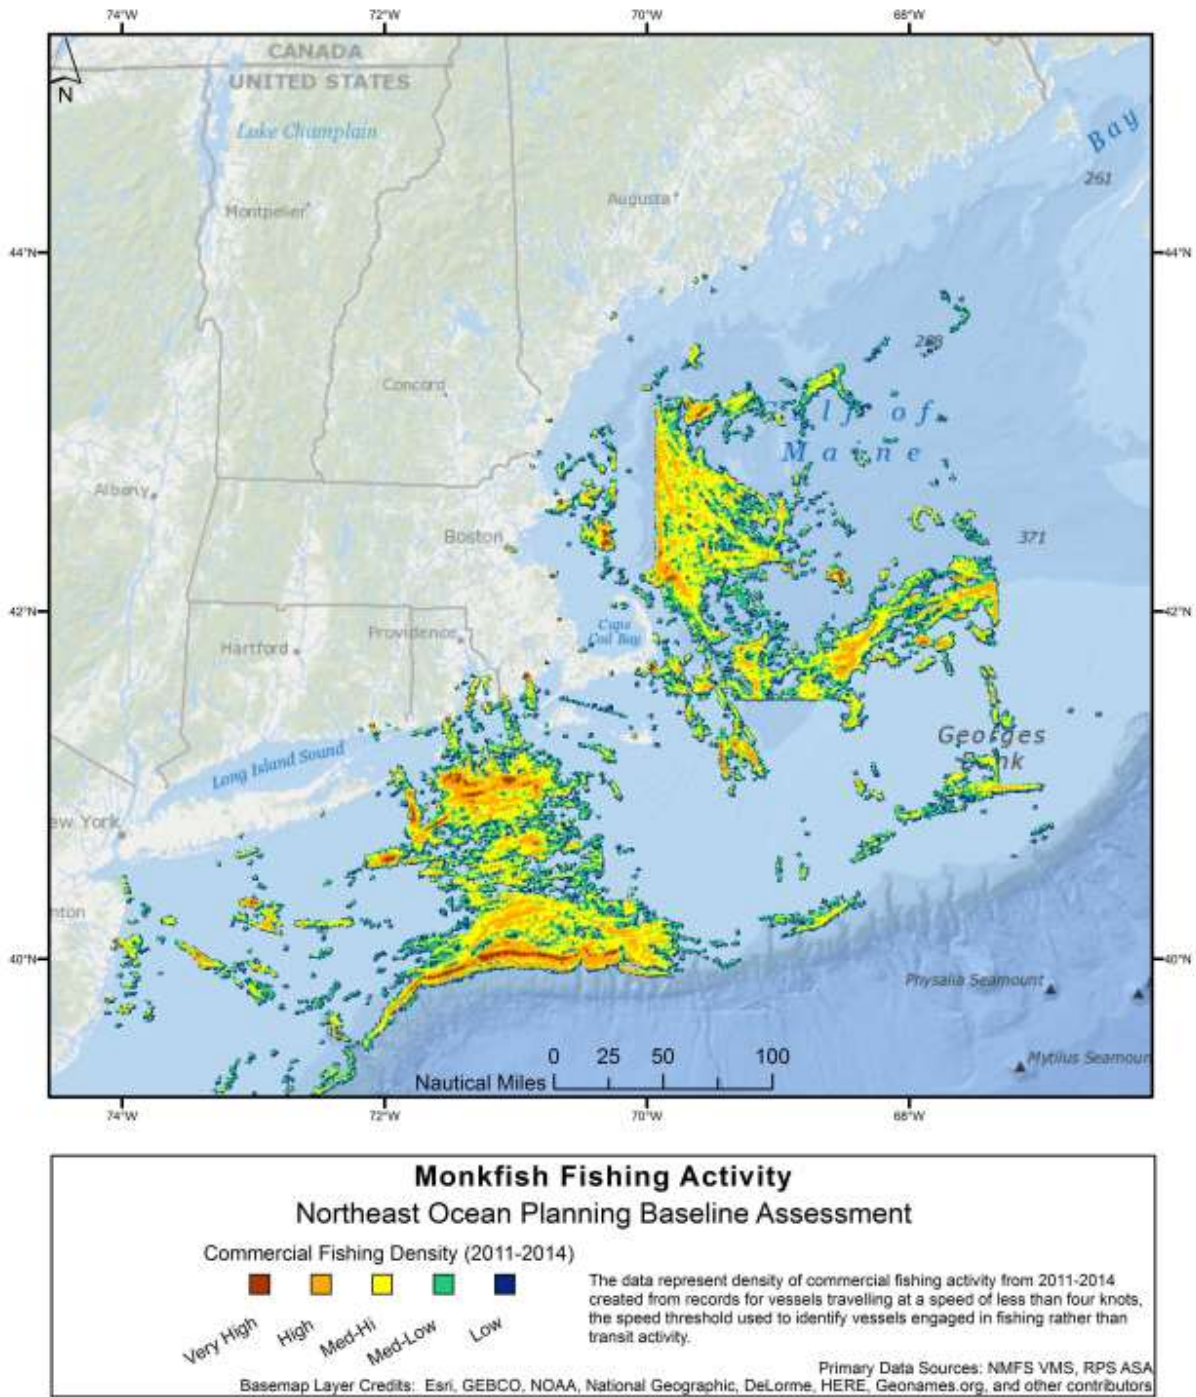 74°W 72°W 70°W 68°W
CANADA
UNITED STATES
N
Lake Champlain
Bay
261
Montpelier
Augusta
44°N 44°N
288
Concord
Gulf of
Maine
Albany
Boston
371
42°N 42°N
Cape
Cod Bay
Providence
Hartford
Georges
Bank
Long Island Sound
ew York
nton
40°N 40°N
Physalia Seamount
Mytilus Seamoun
0 25 50 100
Nautical Miles
74°W 72°W 70°W 68°W
Monkfish Fishing Activity
Northeast Ocean Planning Baseline Assessment
Commercial Fishing Density (2011-2014)
Very High High Med-Hi Med-Low Low
The data represent density of commercial fishing activity from 2011-2014
created from records for vessels travelling at a speed of less than four knots,
the speed threshold used to identify vessels engaged in fishing rather than
transit activity.
Primary Data Sources: NMFS VMS, RPS ASA
Basemap Layer Credits: Esri, GEBCO, NOAA, National Geographic, DeLorme, HERE, Geonames.org, and other contributors